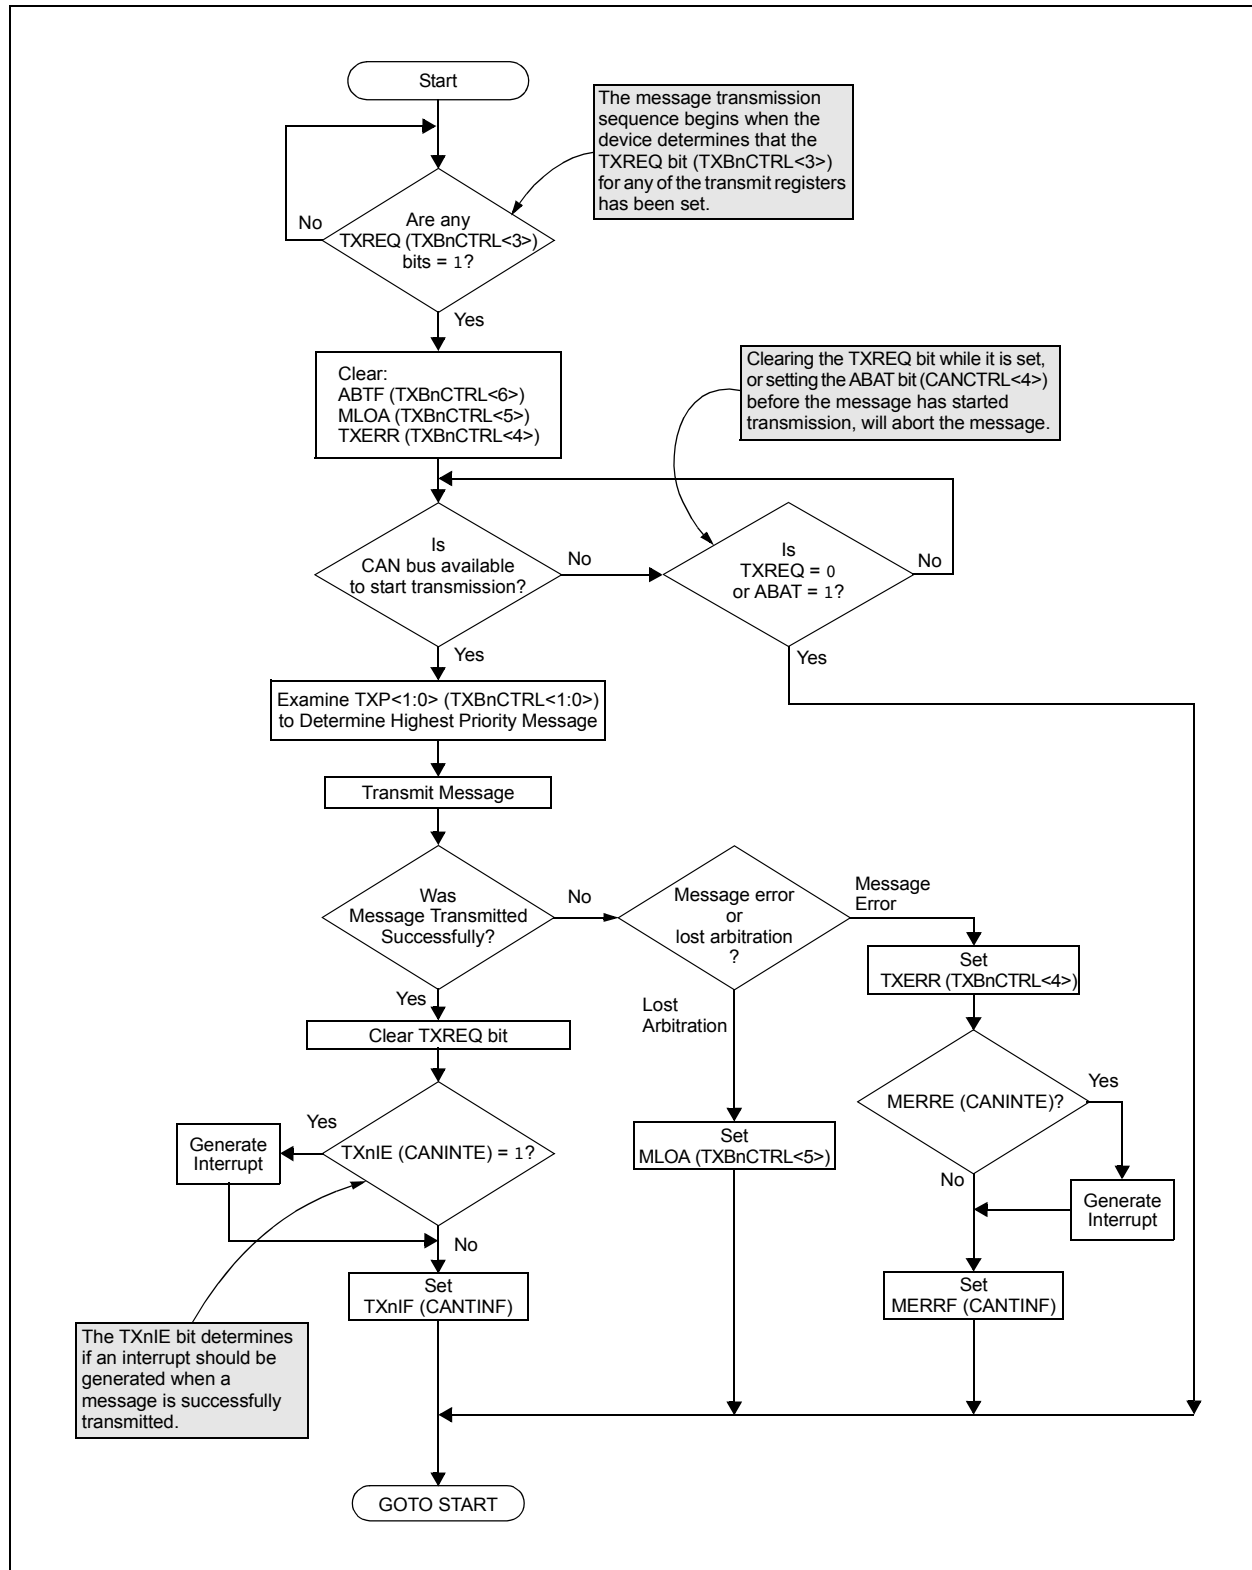 Start
The message transmission
sequence begins when the
device determines that the
TXREQ bit (TXBnCTRL<3>)
for any of the transmit registers
has been set.
No
Are any
TXREQ (TXBnCTRL<3>)
bits = 1?
Yes
Clear:
ABTF (TXBnCTRL<6>)
MLOA (TXBnCTRL<5>)
TXERR (TXBnCTRL<4>)
Clearing the TXREQ bit while it is set,
or setting the ABAT bit (CANCTRL<4>)
before the message has started
transmission, will abort the message.
Is
CAN bus available
to start transmission?
No
Is
TXREQ = 0
or ABAT = 1?
No
Yes
Yes
Examine TXP<1:0> (TXBnCTRL<1:0>)
to Determine Highest Priority Message
Transmit Message
Was
Message Transmitted
Successfully?
No
Message error
or
lost arbitration
?
Message
Error
Set
TXERR (TXBnCTRL<4>)
Yes
Lost
Arbitration
Clear TXREQ bit
MERRE (CANINTE)?
Yes
Yes
Generate
Interrupt
TXnIE (CANINTE) = 1?
Set
MLOA (TXBnCTRL<5>)
No
Generate
Interrupt
No
Set
TXnIF (CANTINF)
Set
MERRF (CANTINF)
The TXnIE bit determines
if an interrupt should be
generated when a
message is successfully
transmitted.
GOTO START